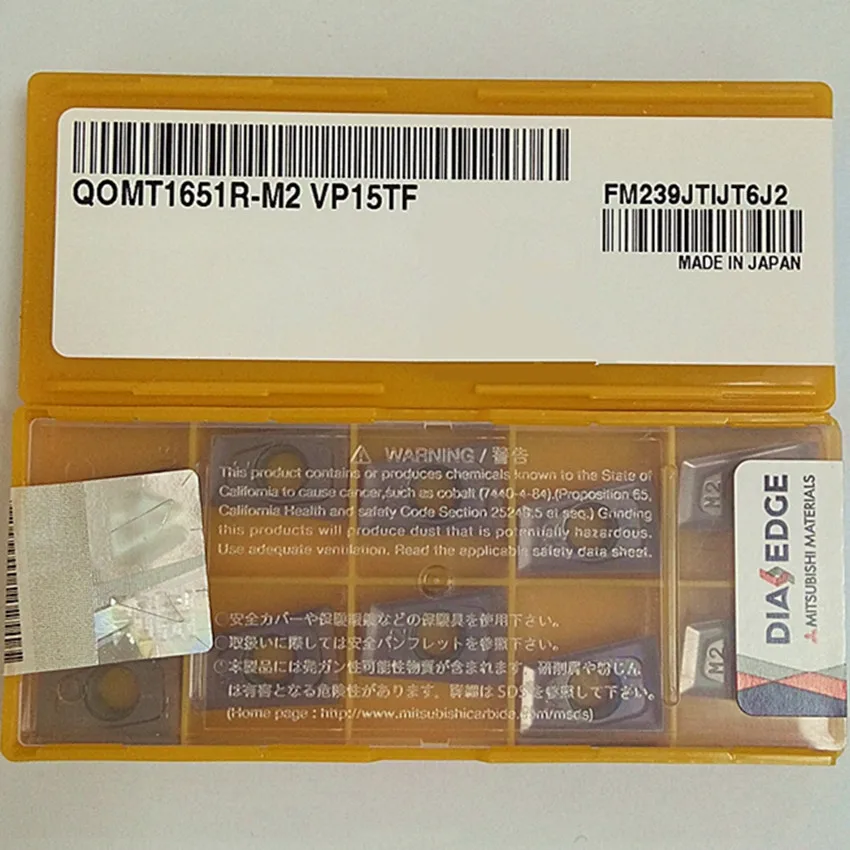 QOMT1651R-M2 VP15TF
FM239JTIJT6J2
MADE IN JAPAN
⚠ WARNING / 警告
This product contains or produces chemicals known to the State of
California to cause cancer,such as cobalt (7440-4-84).(Proposition 65,
California Health and safety Code Section 25249.5 et seq.) Grinding
this products will produce dust that is potentially hazardous.
Use adequate ventilation. Read the applicable safety data sheet.
○安全カバーや保護眼鏡などの保護具を使用下さい。
○取扱いに際しては安全パンフレットを参照下さい。
○本製品には発ガン性可能性物質が含まれます。研削屑や粉じん
は有害となる危険性があります。詳細はSDSを参照して下さい。
(Home page : http://www.mitsubishicarbide.com/msds)
M2
M2
DIAEDGE
MITSUBISHI MATERIALS